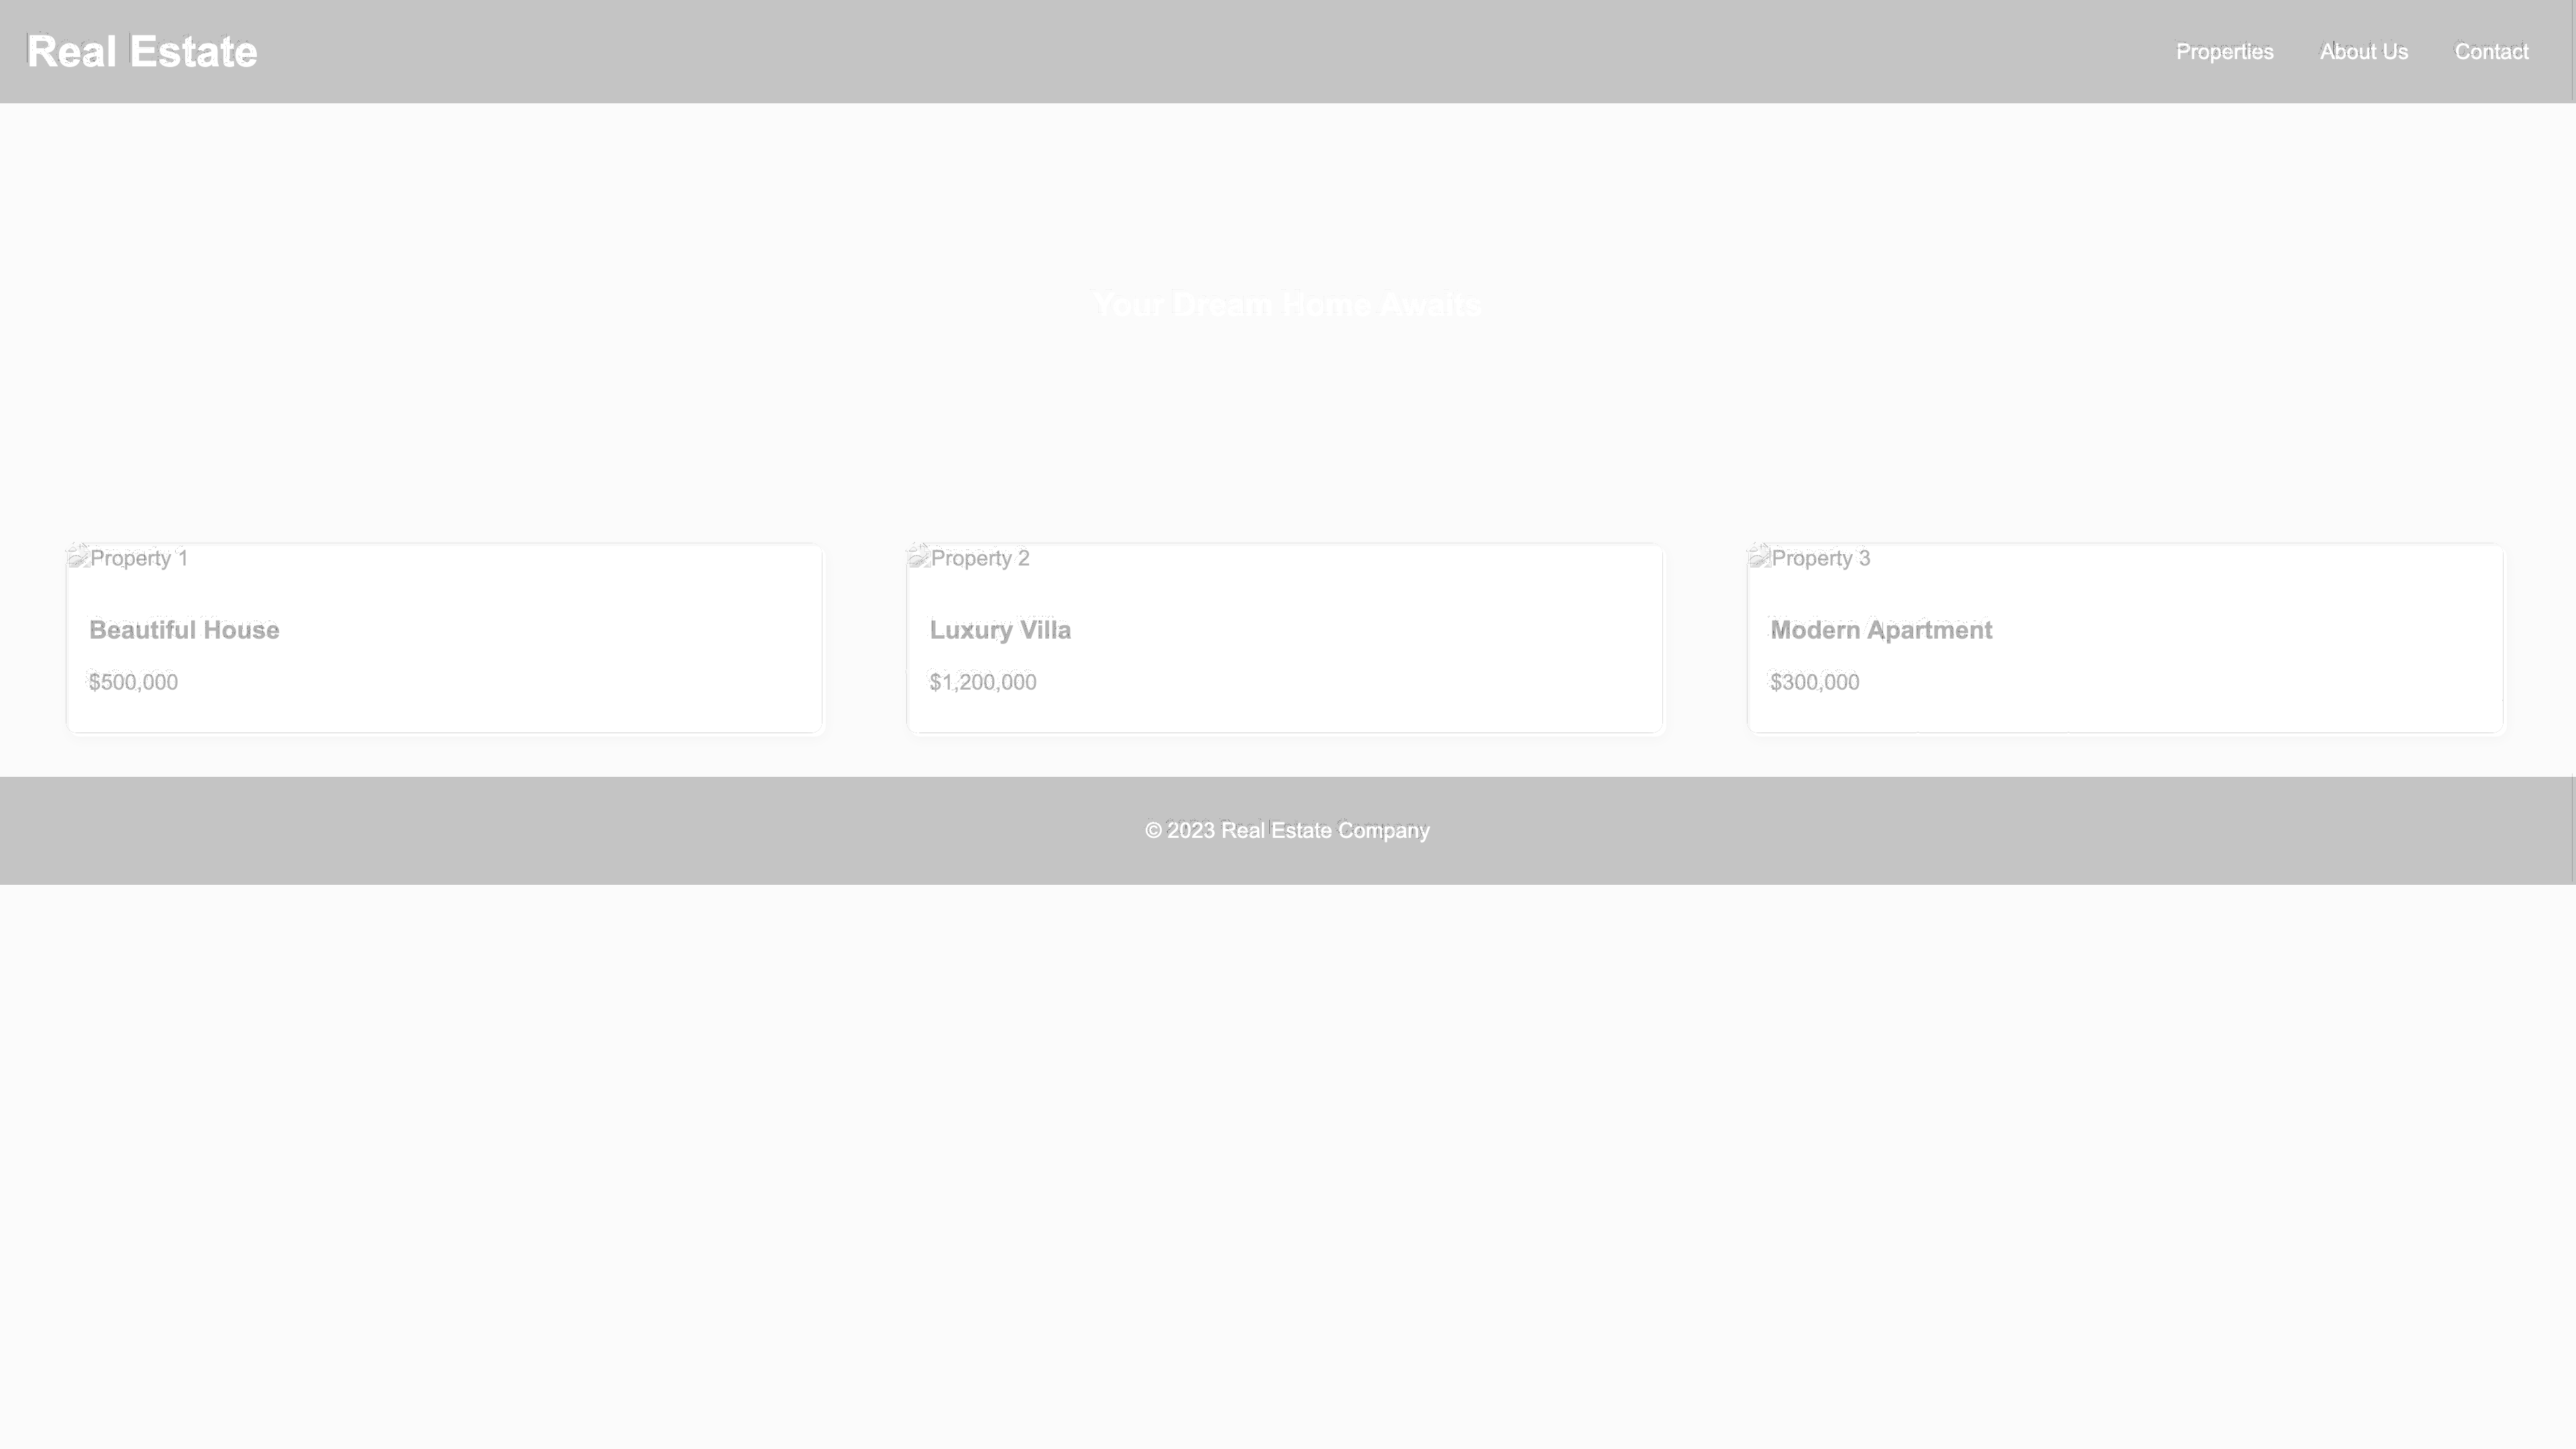 Real Estate
Properties About Us Contact
Your Dream Home Awaits
Property 1
Beautiful House
$500,000
Property 2
Luxury Villa
$1,200,000
Property 3
Modern Apartment
$300,000
© 2023 Real Estate Company